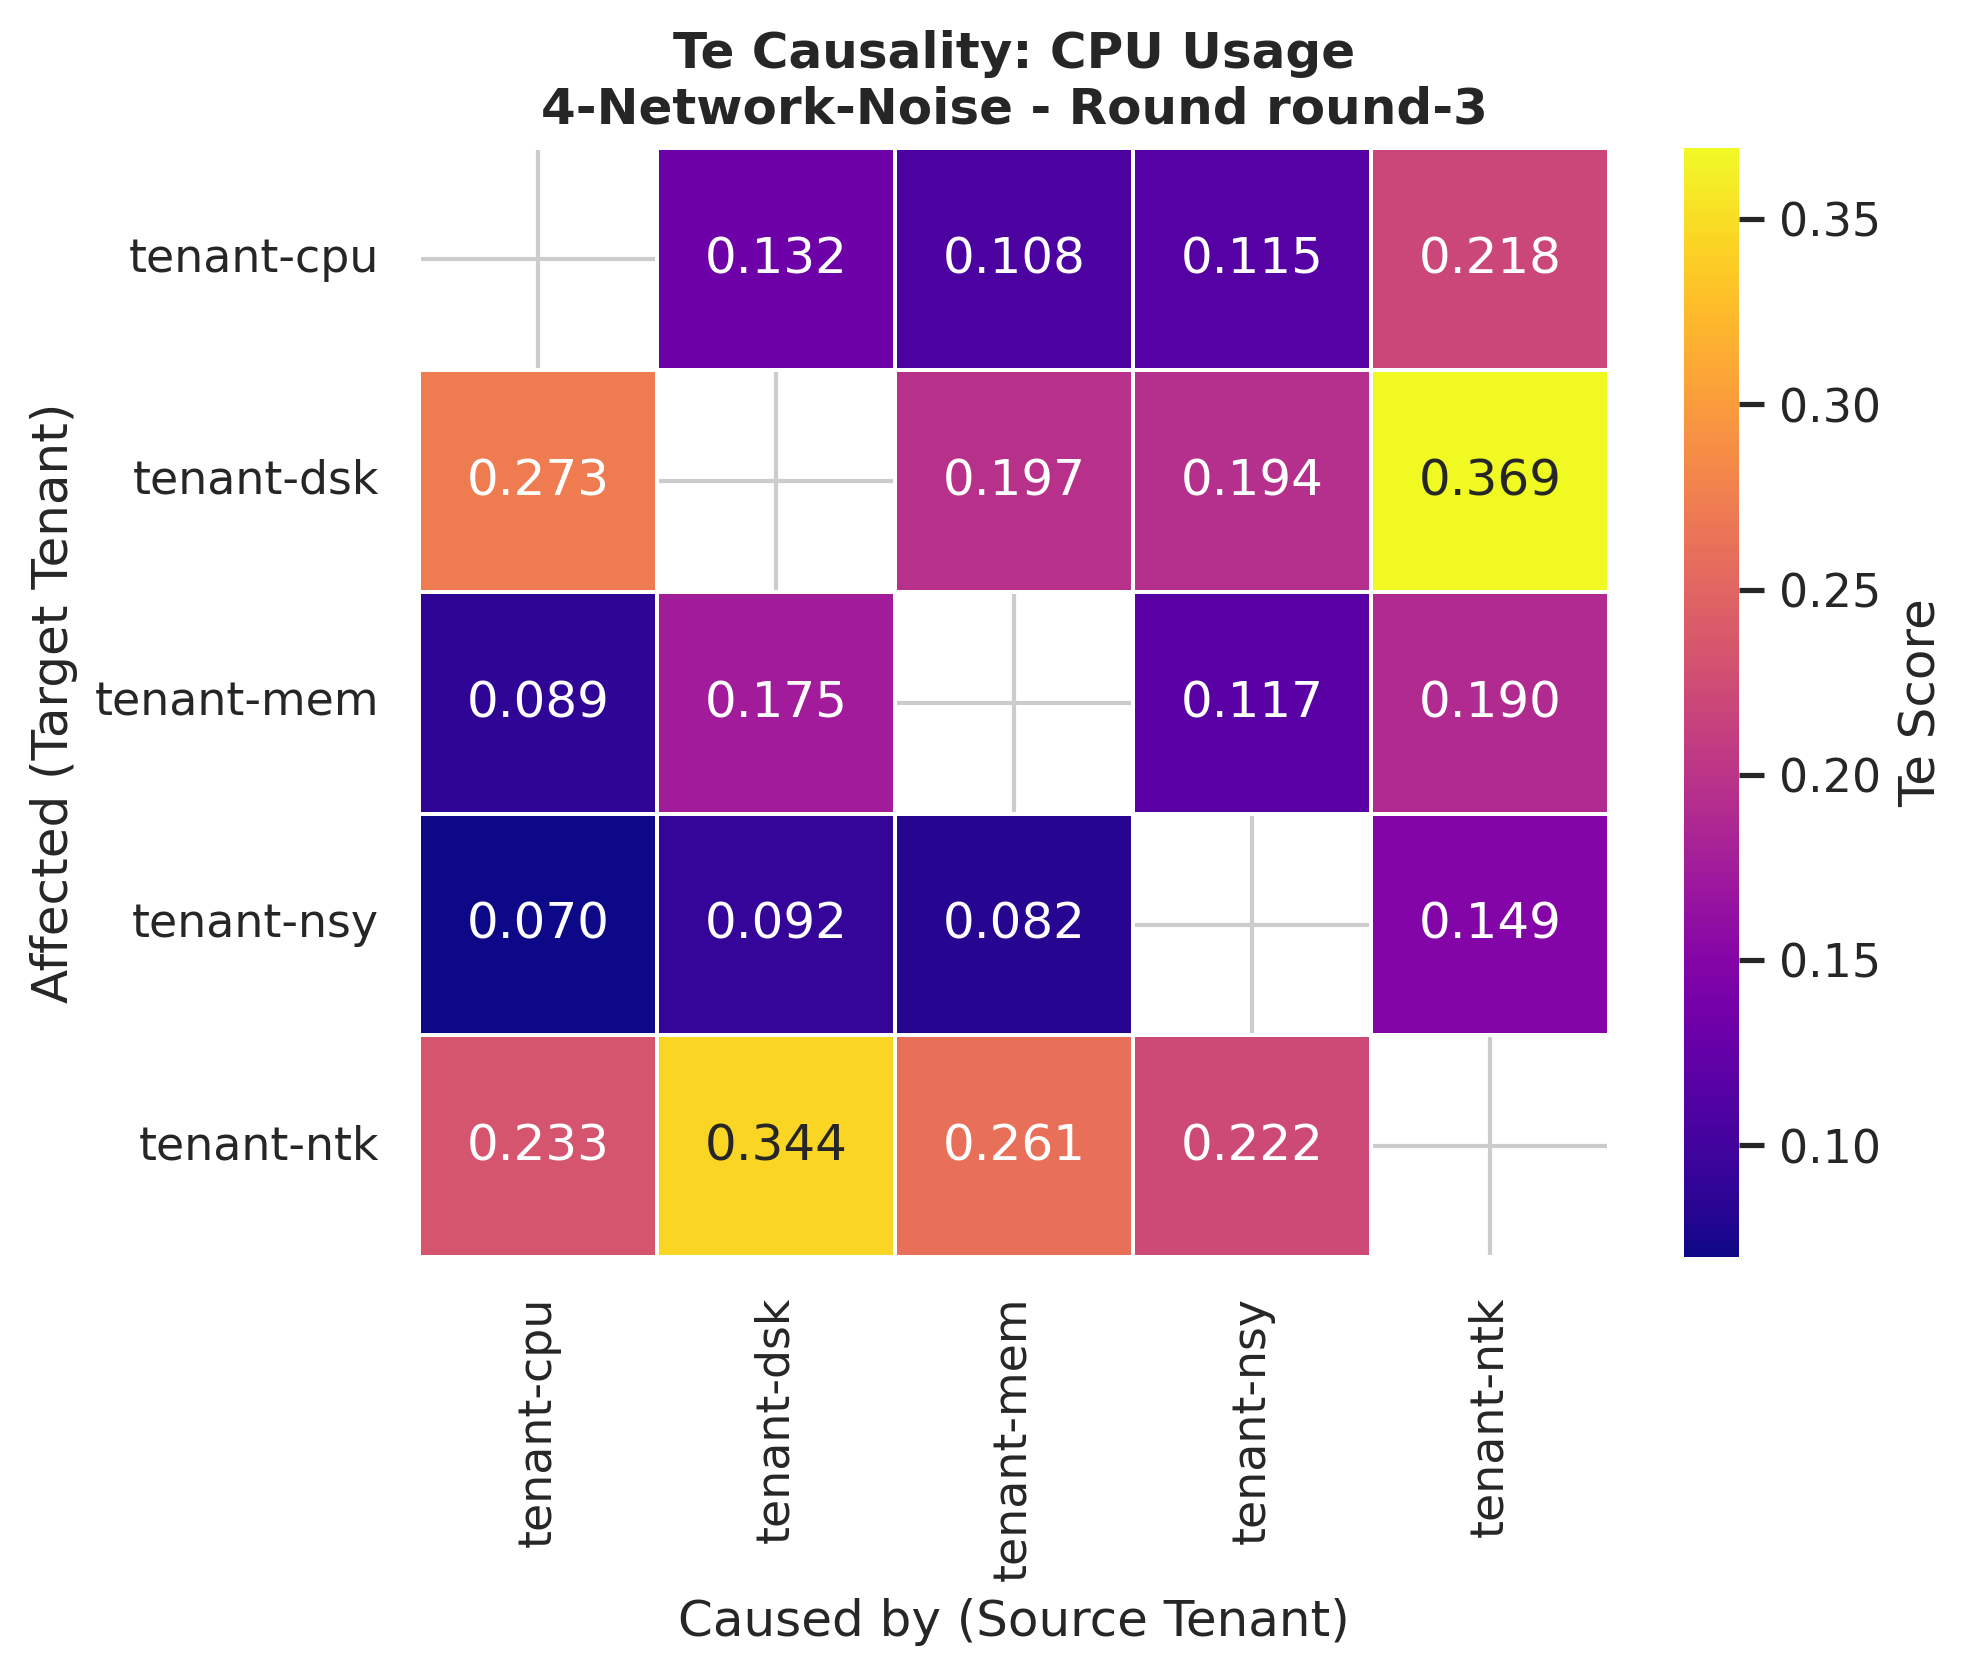 Te Causality: CPU Usage
4-Network-Noise - Round round-3
Affected (Target Tenant)
tenant-cpu
0.132 0.108 0.115 0.218
tenant-dsk
0.273 0.197 0.194 0.369
tenant-mem
0.089 0.175 0.117 0.190
tenant-nsy
0.070 0.092 0.082 0.149
tenant-ntk
0.233 0.344 0.261 0.222
tenant-cpu
tenant-dsk
tenant-mem
tenant-nsy
tenant-ntk
Caused by (Source Tenant)
0.35
0.30
0.25
0.20
0.15
0.10
Te Score